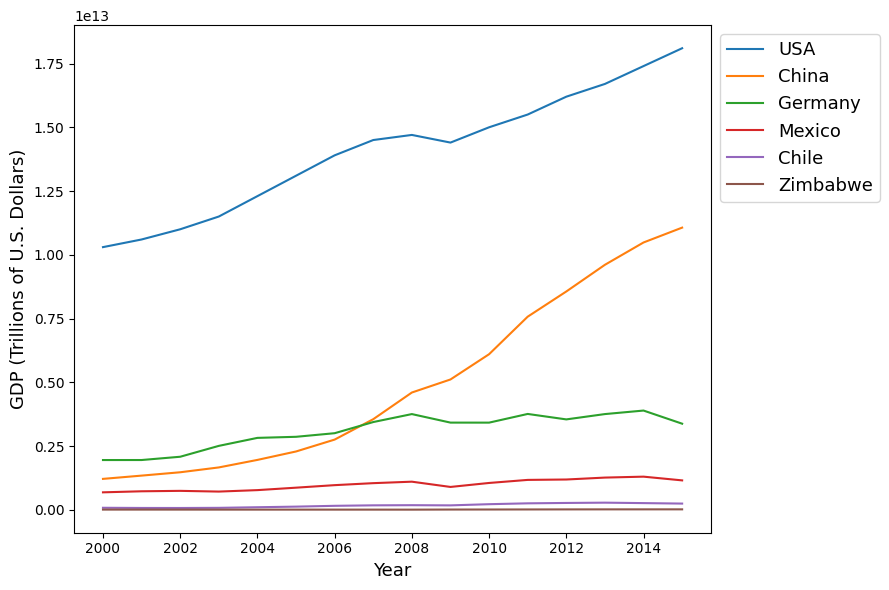 1e13
USA
China
Germany
Mexico
Chile
Zimbabwe
GDP (Trillions of U.S. Dollars)
1.75
1.50
1.25
1.00
0.75
0.50
0.25
0.00
2000 2002 2004 2006 2008 2010 2012 2014
Year